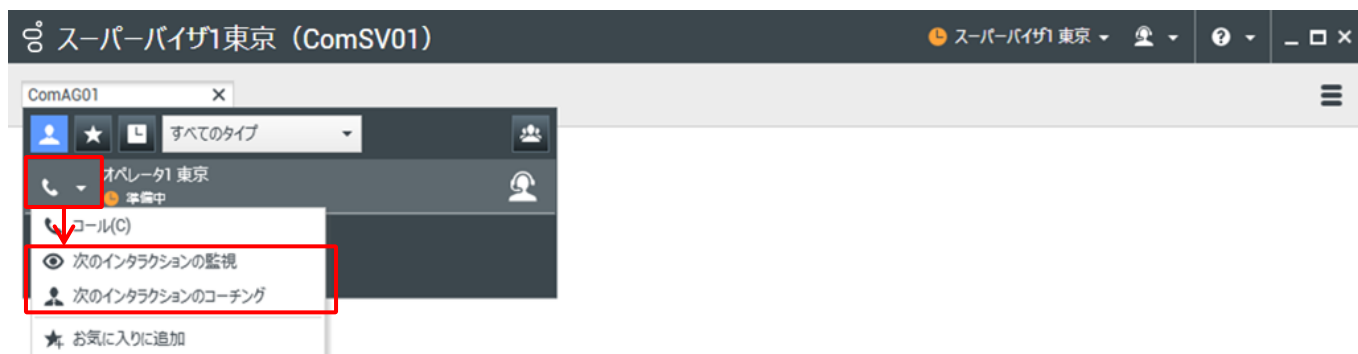 スーパーバイザ1東京（ComSV01）
スーパーバイザ1 東京
ComAG01
すべてのタイプ
オペレータ1 東京
準備中
コール(C)
次のインタラクションの監視
次のインタラクションのコーチング
お気に入りに追加